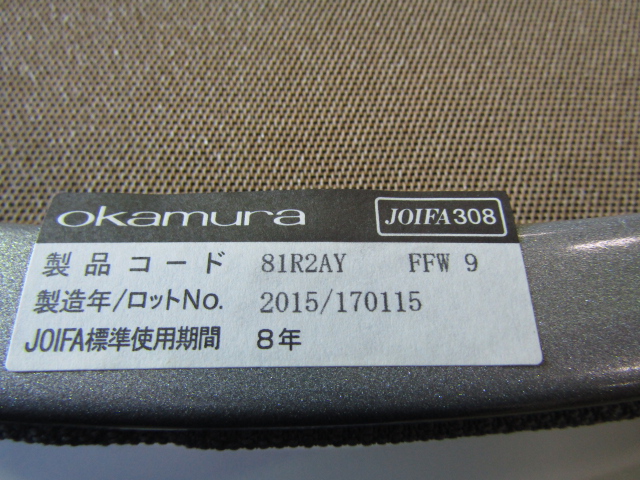 okamura JOIFA308
製品コード 81R2AY FFW 9
製造年/ロットNo. 2015/170115
JOIFA標準使用期間 8年